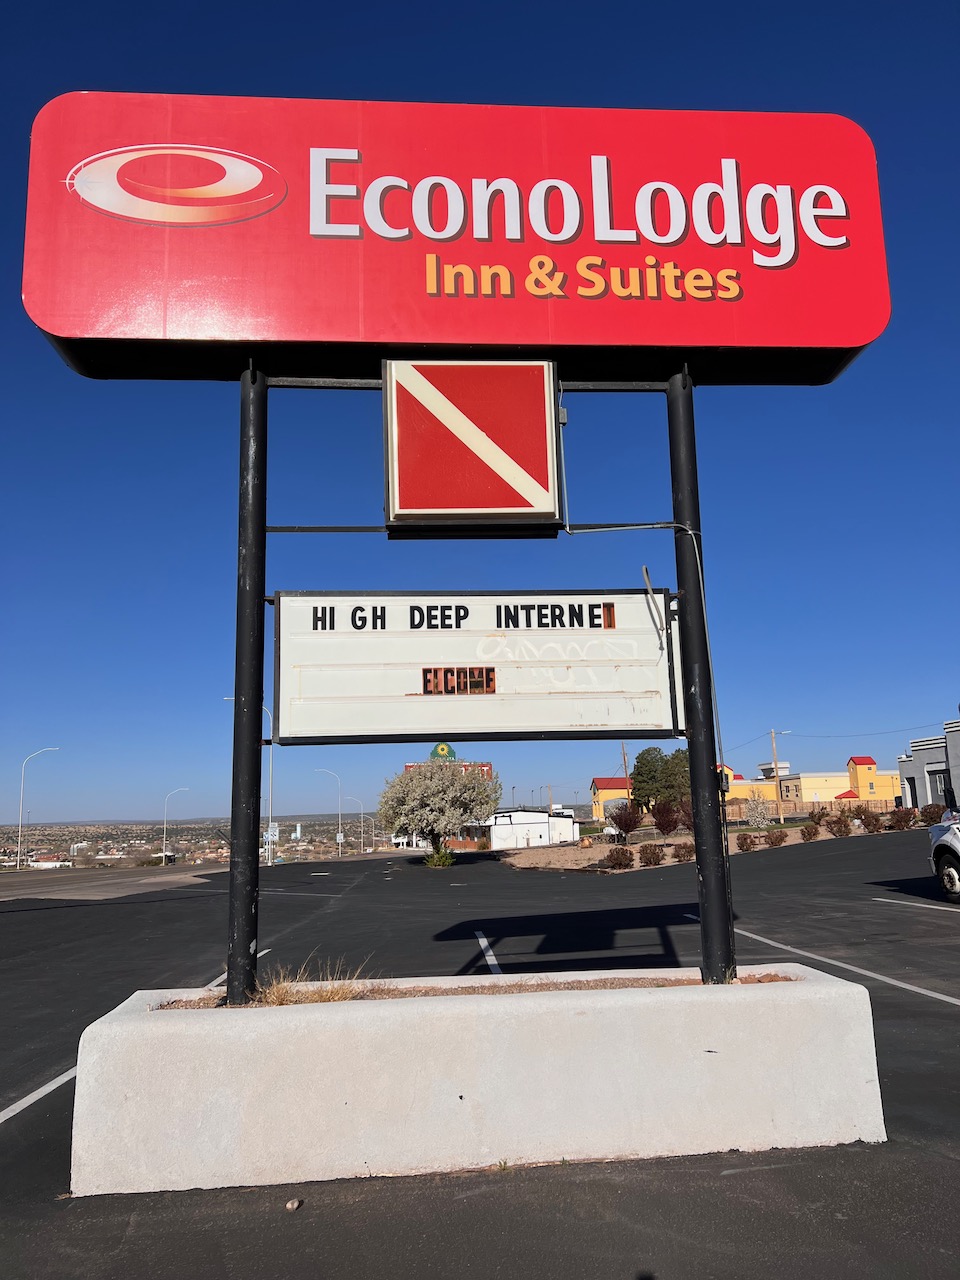 EconoLodge
Inn & Suites
HI GH DEEP INTERNET
ELCOME